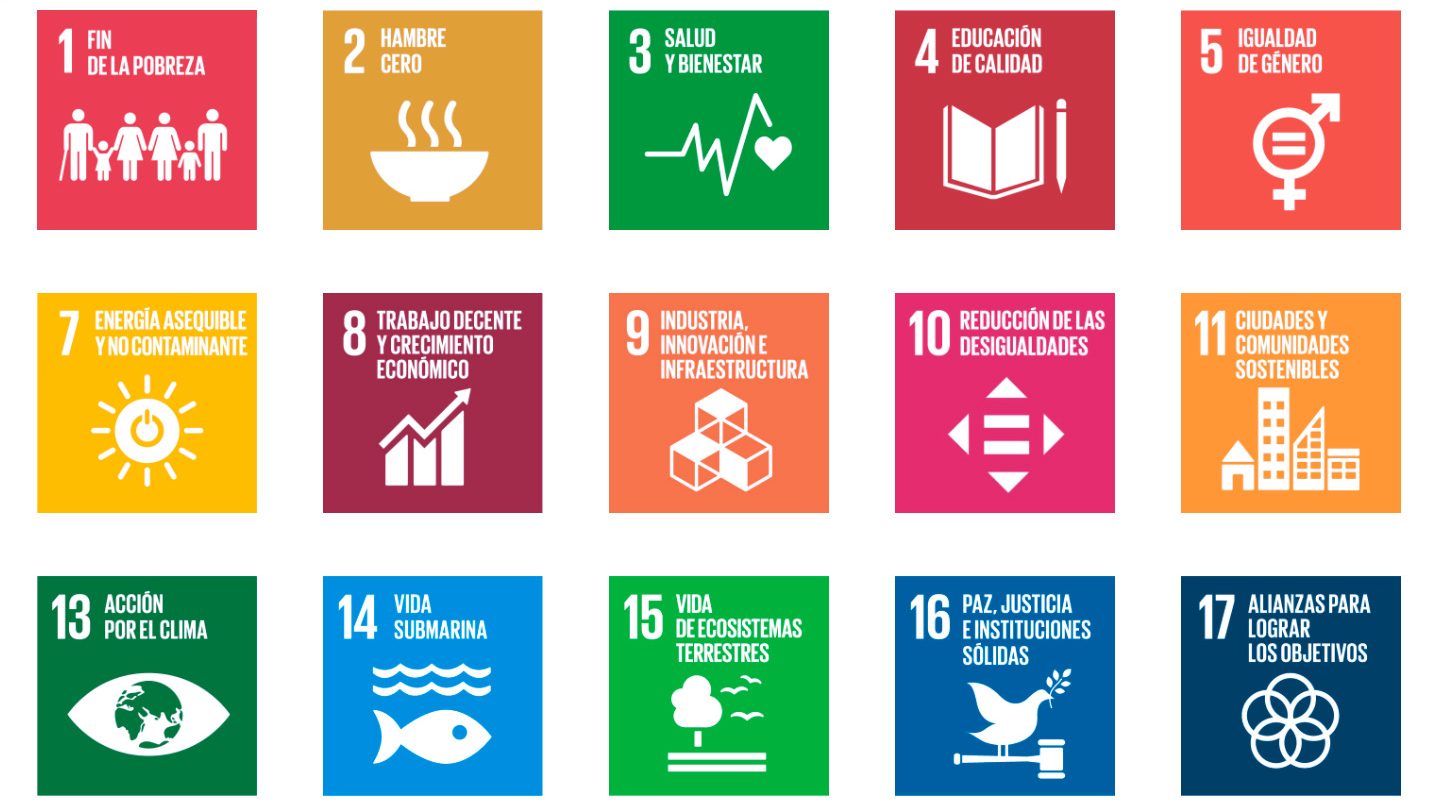 1 FIN
DE LA POBREZA
2 HAMBRE
CERO
3 SALUD
Y BIENESTAR
4 EDUCACIÓN
DE CALIDAD
5 IGUALDAD
DE GÉNERO
7 ENERGÍA ASEQUIBLE
Y NO CONTAMINANTE
8 TRABAJO DECENTE
Y CRECIMIENTO
ECONÓMICO
9 INDUSTRIA,
INNOVACIÓN E
INFRAESTRUCTURA
10 REDUCCIÓN DE LAS
DESIGUALDADES
11 CIUDADES Y
COMUNIDADES
SOSTENIBLES
13 ACCIÓN
POR EL CLIMA
14 VIDA
SUBMARINA
15 VIDA
DE ECOSISTEMAS
TERRESTRES
16 PAZ, JUSTICIA
E INSTITUCIONES
SÓLIDAS
17 ALIANZAS PARA
LOGRAR
LOS OBJETIVOS